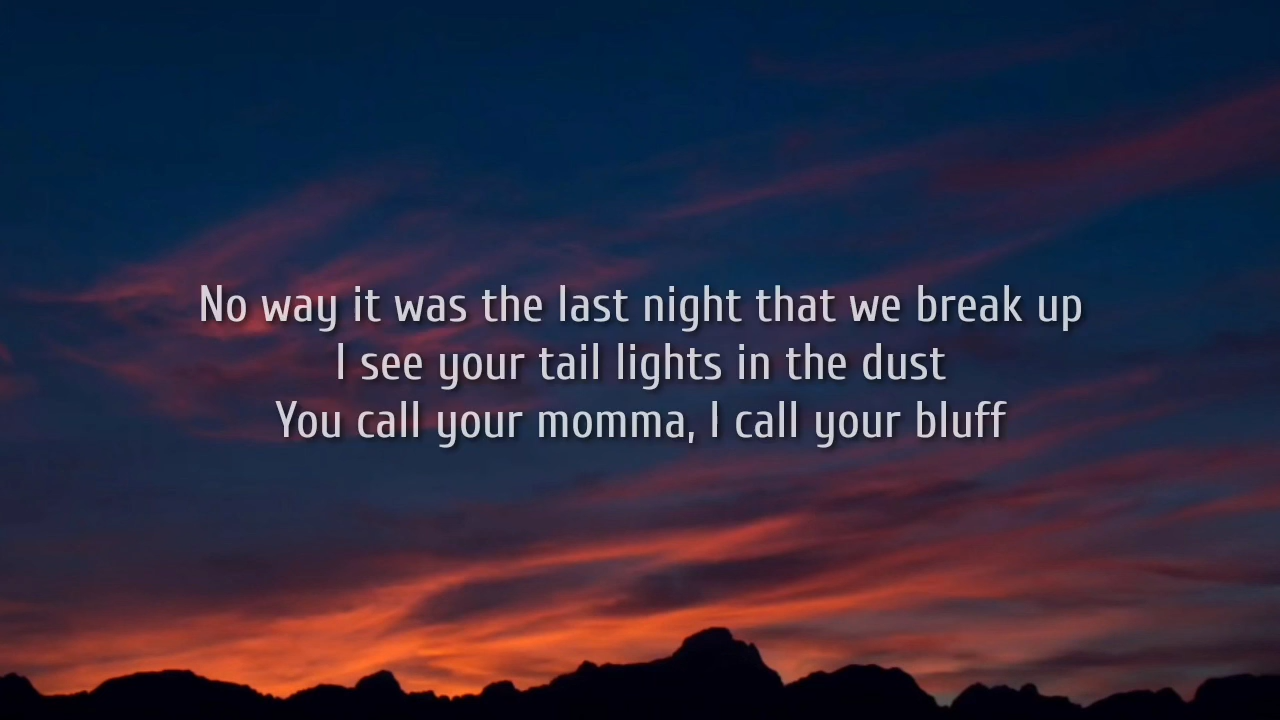 No way it was the last night that we break up
I see your tail lights in the dust
You call your momma, I call your bluff